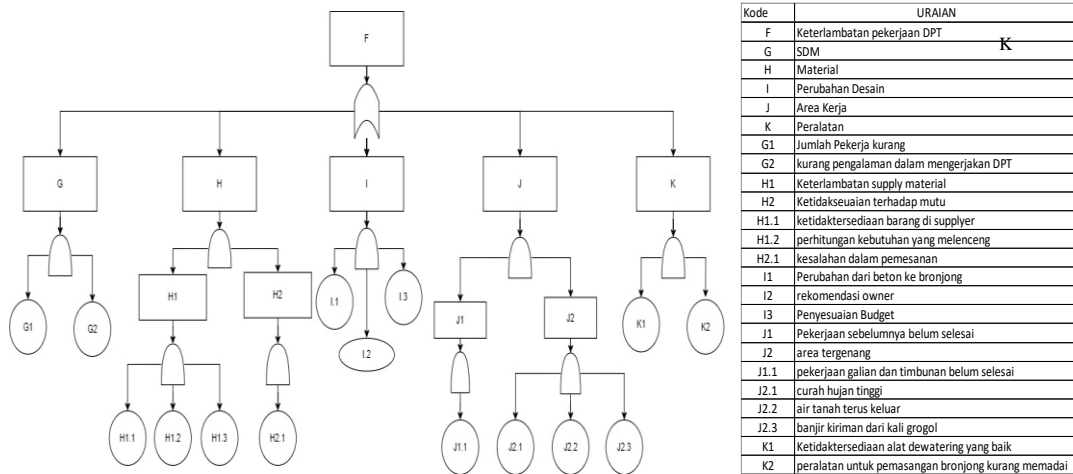 F
G
H
I
J
K
G1
G2
H1
H2
I.1
I.3
I.2
J1
J2
K1
K2
H1.1
H1.2
H1.3
H2.1
J1.1
J2.1
J2.2
J2.3
Kode URAIAN
F Keterlambatan pekerjaan DPT
K
G SDM
H Material
I Perubahan Desain
J Area Kerja
K Peralatan
G1 Jumlah Pekerja kurang
G2 kurang pengalaman dalam mengerjakan DPT
H1 Keterlambatan supply material
H2 Ketidakseuaian terhadap mutu
H1.1 ketidaktersediaan barang di supplyer
H1.2 perhitungan kebutuhan yang melenceng
H2.1 kesalahan dalam pemesanan
I1 Perubahan dari beton ke bronjong
I2 rekomendasi owner
I3 Penyesuaian Budget
J1 Pekerjaan sebelumnya belum selesai
J2 area tergenang
J1.1 pekerjaan galian dan timbunan belum selesai
J2.1 curah hujan tinggi
J2.2 air tanah terus keluar
J2.3 banjir kiriman dari kali grogol
K1 Ketidaktersediaan alat dewatering yang baik
K2 peralatan untuk pemasangan bronjong kurang memadai